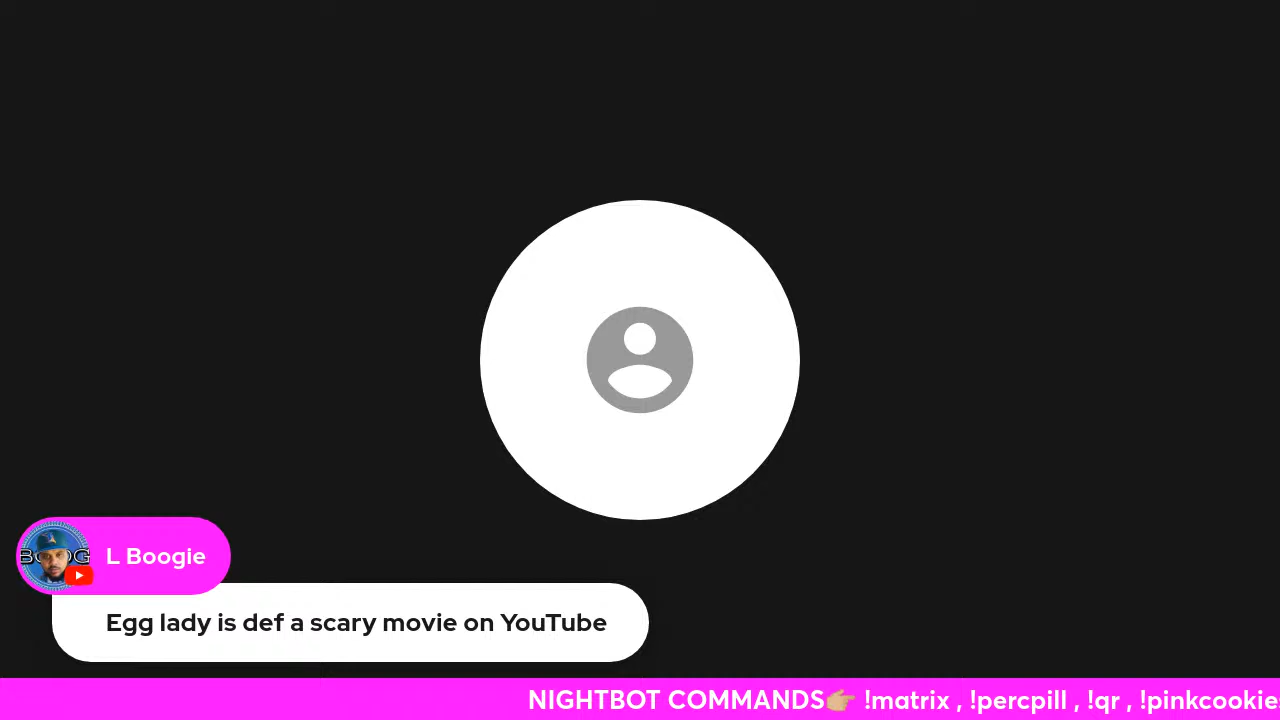 L Boogie
Egg lady is def a scary movie on YouTube
NIGHTBOT COMMANDS👉🏼 !matrix , !percpill , !qr , !pinkcookie